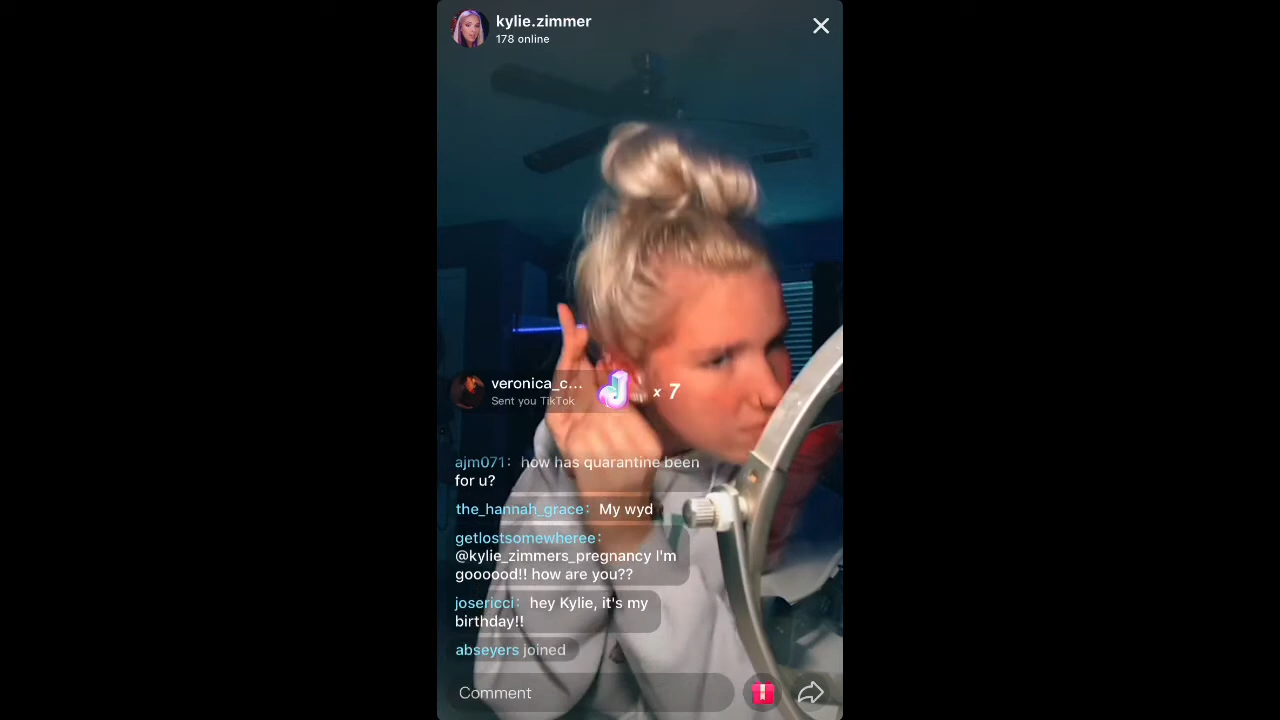 kylie.zimmer
178 online
veronica_c...
Sent you TikTok
x 7
ajm071: how has quarantine been
for u?
the_hannah_grace: My wyd
getlostsomewheree:
@kylie_zimmers_pregnancy I'm
goooood!! how are you??
josericci: hey Kylie, it's my
birthday!!
abseyers joined
Comment